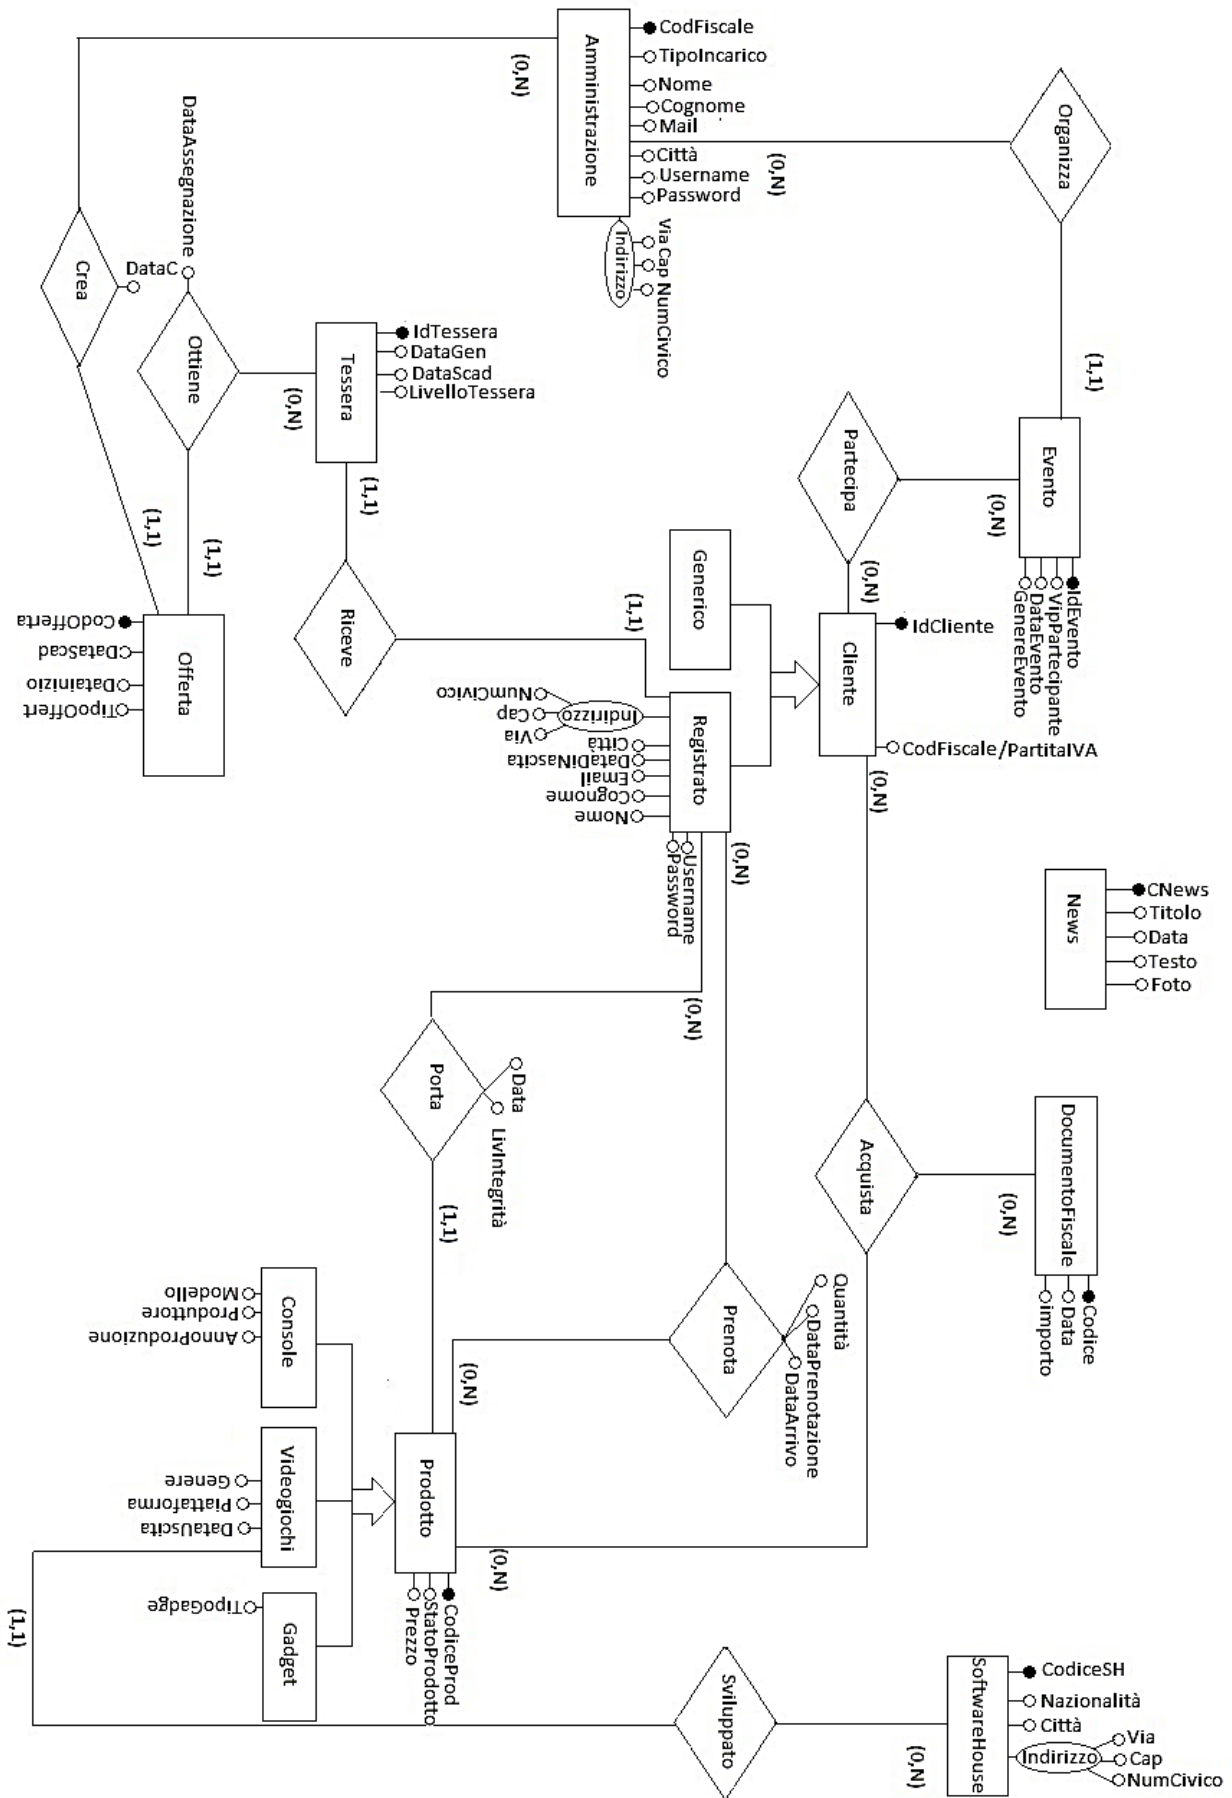 CodFiscale
TipoIncarico
Nome
Cognome
Mail
Città
Username
Password
Amministrazione
(0,N)
(0,N)
Organizza
Indirizzo
Via
Cap
NumCivico
DataAssegnazione
Crea
DataC
Ottiene
Tessera
IdTessera
DataGen
DataScad
LivelloTessera
(0,N)
(1,1)
(1,1)
Partecipa
Evento
(0,N)
IdEvento
VipPartecipante
DataEvento
GenereEvento
(1,1)
(1,1)
Riceve
(1,1)
Generico
(0,N)
Cliente
IdCliente
CodFiscale/PartitaIVA
(0,N)
Offerta
CodOfferta
DataScad
Datainizio
TipoOffert
Registrato
NumCivico
Cap
Via
Indirizzo
Città
DataDiNascita
Email
Cognome
Nome
Username
Password
(0,N)
(0,N)
News
CNews
Titolo
Data
Testo
Foto
Porta
Data
LivIntegrità
(1,1)
Acquista
DocumentoFiscale
(0,N)
Codice
Data
importo
Prenota
Quantità
DataPrenotazione
DataArrivo
(0,N)
Console
Modello
Produttore
AnnoProduzione
Videogiochi
Genere
Piattaforma
DataUscita
Gadget
TipoGadge
Prodotto
(0,N)
CodiceProd
StatoProdotto
Prezzo
(1,1)
Sviluppato
(0,N)
SoftwareHouse
CodiceSH
Nazionalità
Città
Indirizzo
Via
Cap
NumCivico